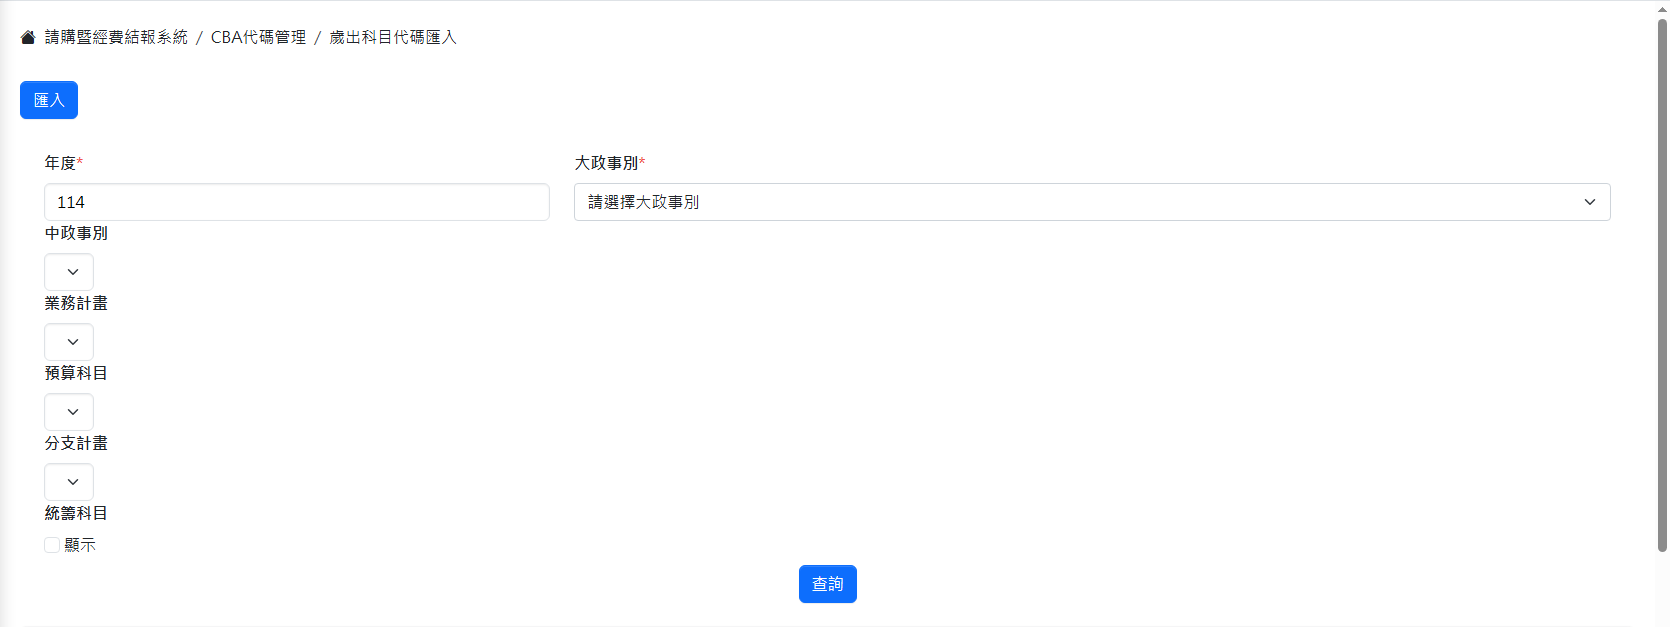 請購暨經費結報系統 / CBA代碼管理 / 歲出科目代碼匯入
匯入
年度* 大政事別*
114 請選擇大政事別
中政事別
業務計畫
預算科目
分支計畫
統籌科目
顯示
查詢